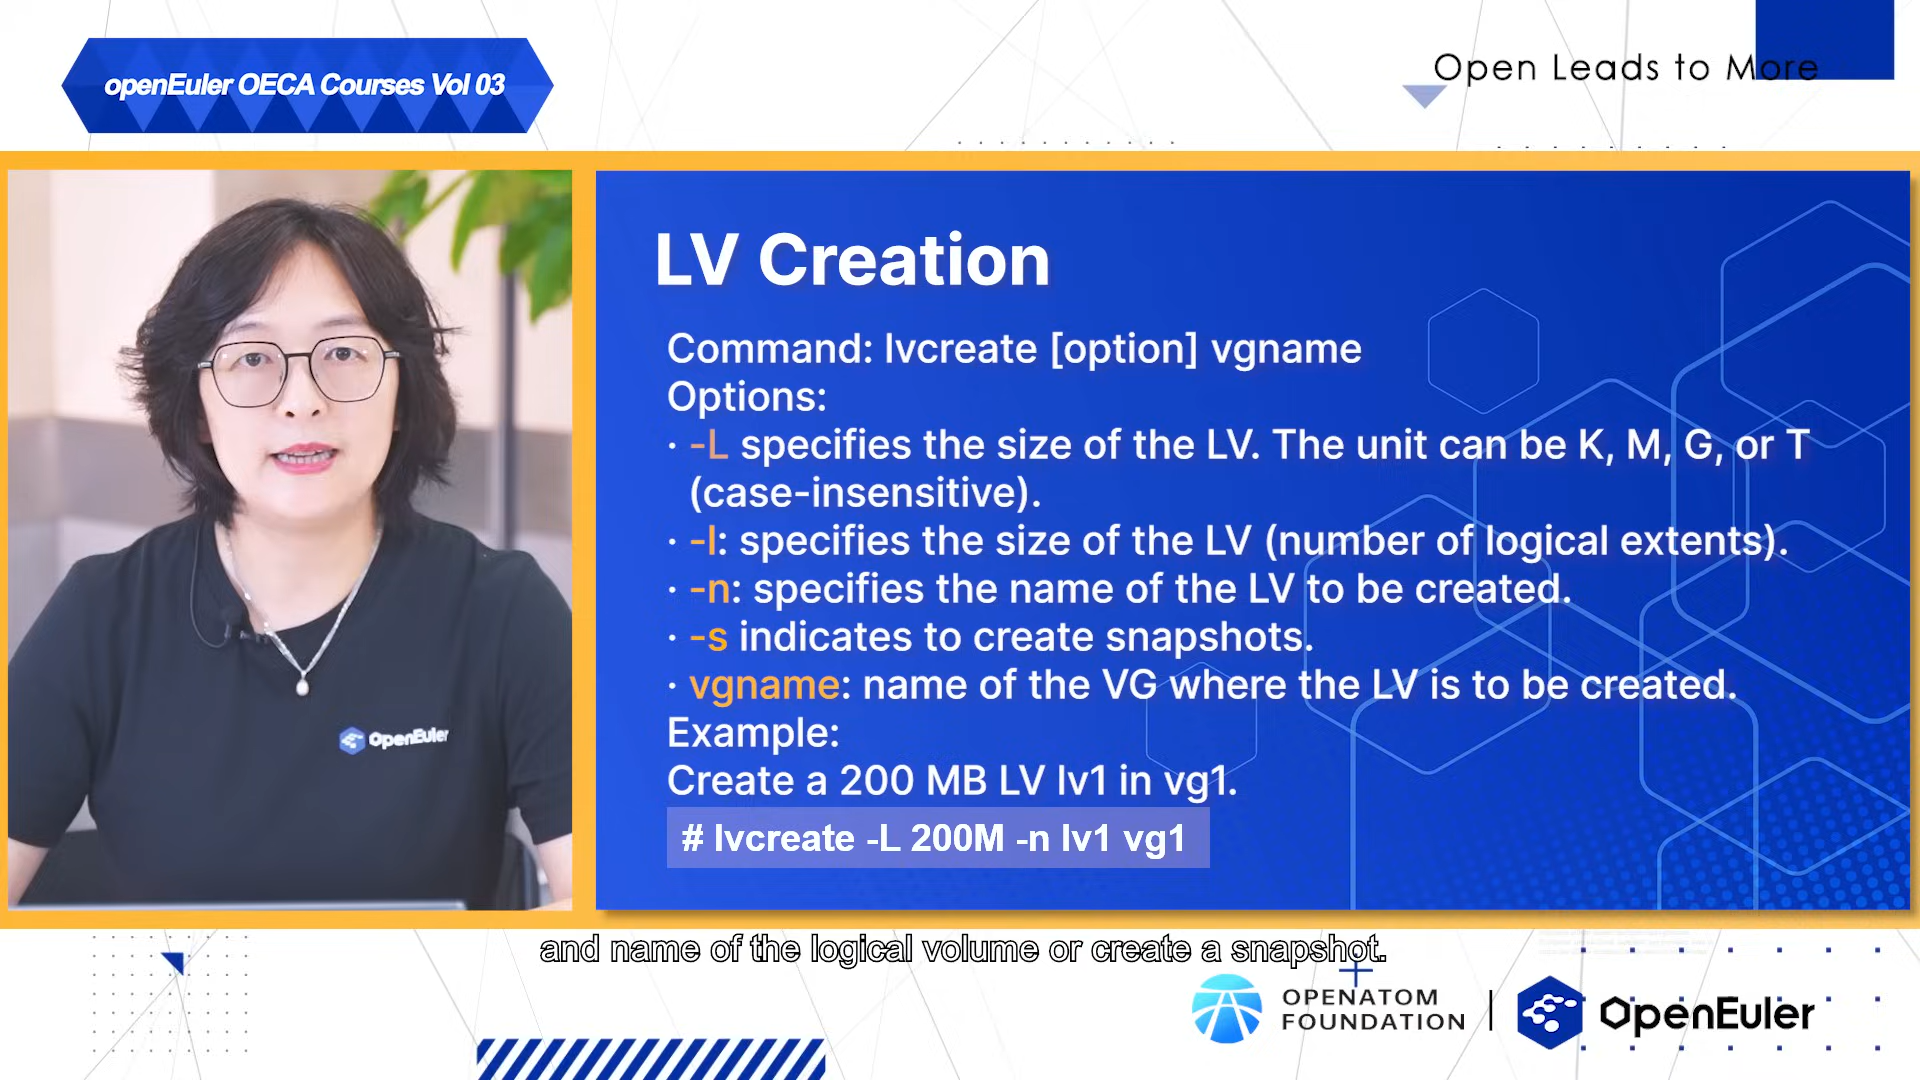 openEuler OECA Courses Vol 03
Open Leads to More
LV Creation
Command: lvcreate [option] vgname
Options:
· -L specifies the size of the LV. The unit can be K, M, G, or T
(case-insensitive).
· -l: specifies the size of the LV (number of logical extents).
· -n: specifies the name of the LV to be created.
· -s indicates to create snapshots.
· vgname: name of the VG where the LV is to be created.
Example:
Create a 200 MB LV lv1 in vg1.
# lvcreate -L 200M -n lv1 vg1
OpenEuler
and name of the logical volume or create a snapshot.
OPENATOM
FOUNDATION
OpenEuler